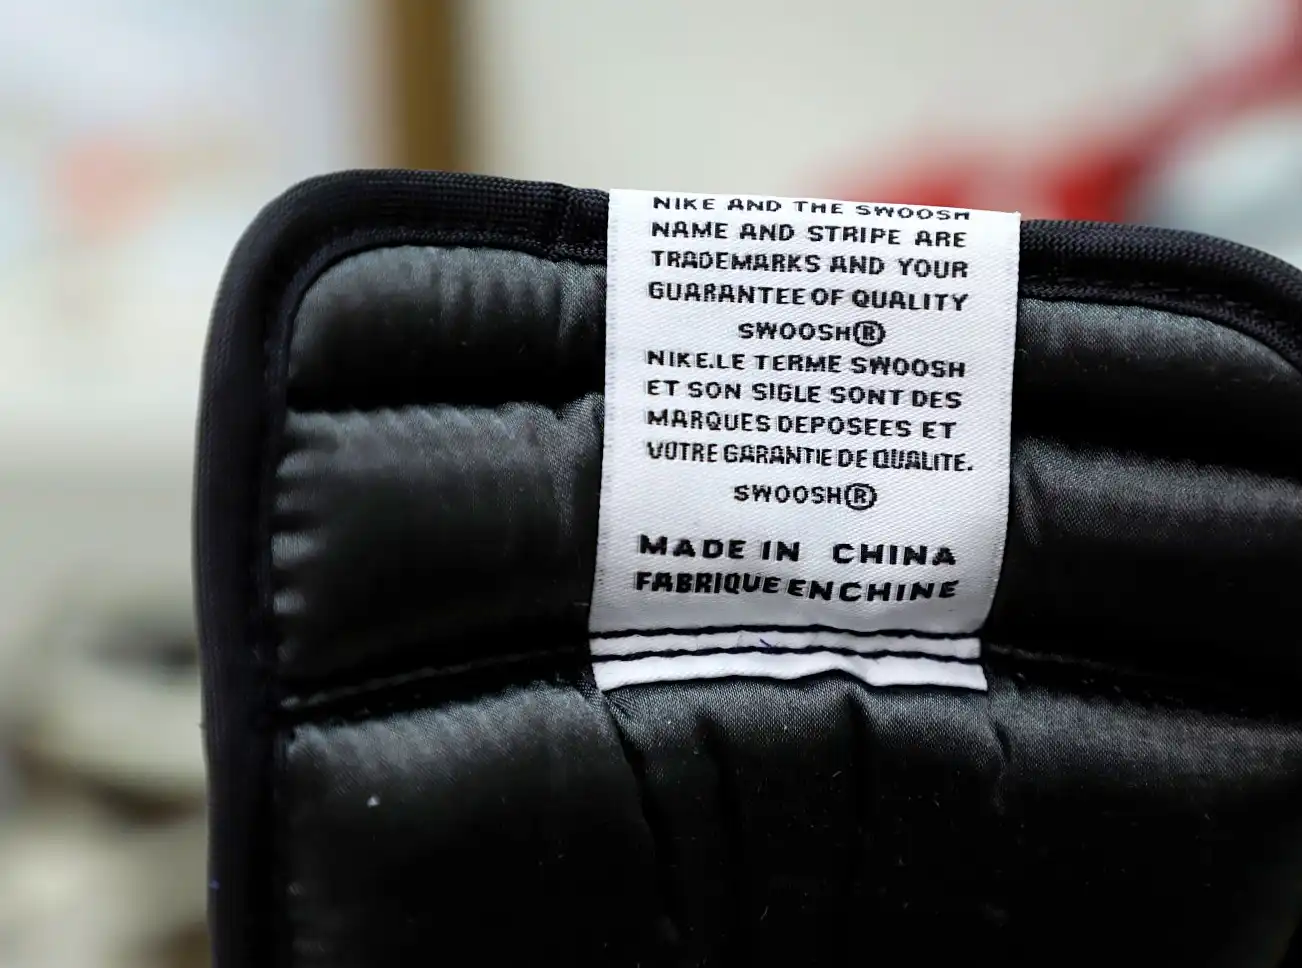 NIKE AND THE SWOOSH
NAME AND STRIPE ARE
TRADEMARKS AND YOUR
GUARANTEE OF QUALITY
SWOOSH®
NIKE.LE TERME SWOOSH
ET SON SIGLE SONT DES
MARQUES DEPOSEES ET
VOTRE GARANTIE DE QUALITE.
SWOOSH®
MADE IN CHINA
FABRIQUE EN CHINE